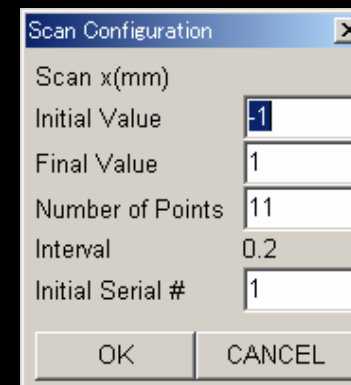 Scan Configuration
Scan x(mm)
Initial Value -1
Final Value 1
Number of Points 11
Interval 0.2
Initial Serial # 1
OK CANCEL